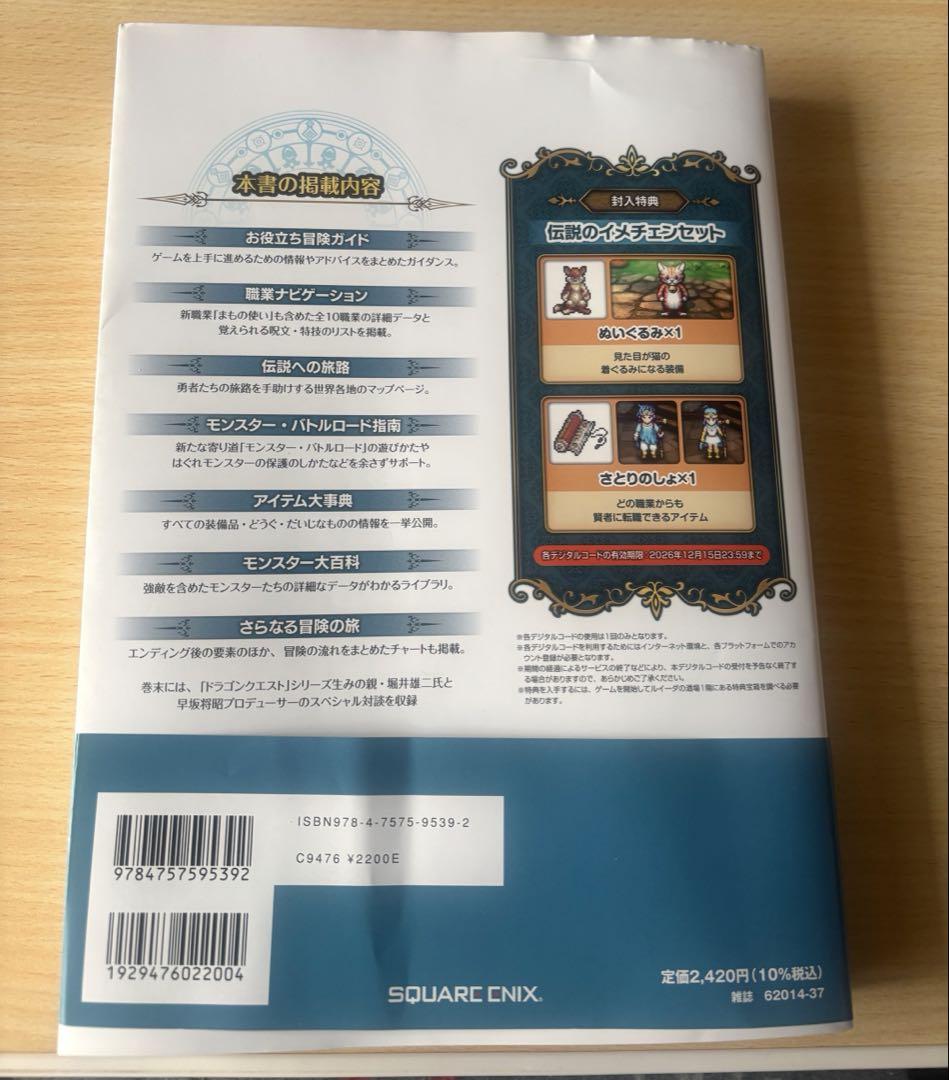 本書の掲載内容
お役立ち冒険ガイド
ゲームを上手に進めるための情報やアドバイスをまとめたガイダンス。
職業ナビゲーション
新職業「まもの使い」も含めた全10職業の詳細データと
覚えられる呪文・特技のリストを掲載。
伝説への旅路
勇者たちの旅路を手助けする世界各地のマップページ。
モンスター・バトルロード指南
新たな寄り道「モンスター・バトルロード」の遊びかたや
はぐれモンスターの保護のしかたなどを余さずサポート。
アイテム大事典
すべての装備品・どうぐ・だいじなものの情報を一挙公開。
モンスター大百科
強敵を含めたモンスターたちの詳細なデータがわかるライブラリ。
さらなる冒険の旅
エンディング後の要素のほか、冒険の流れをまとめたチャートも掲載。
巻末には、「ドラゴンクエスト」シリーズ生みの親・堀井雄二氏と
早坂将昭プロデューサーのスペシャル対談を収録
封入特典
伝説のイメチェンセット
ぬいぐるみ×1
見た目が猫の
着ぐるみになる装備
さとりのしょ×1
どの職業からも
賢者に転職できるアイテム
各デジタルコードの有効期限:2026年12月15日23:59まで
※各デジタルコードの使用は1回のみとなります。
※各デジタルコードを利用するためにはインターネット環境と、各プラットフォームでのアカ
ウント登録が必要となります。
※期間の経過によるサービスの終了などにより、本デジタルコードの受付を予告なく終了す
る場合がありますので、あらかじめご了承ください。
※特典を入手するには、ゲームを開始してルイーダの酒場1階にある特典宝箱を調べる必要
があります。
ISBN978-4-7575-9539-2
C9476 ¥2200E
9784757595392
1929476022004
SQUARE ENIX®
定価2,420円(10%税込)
雑誌 62014-37